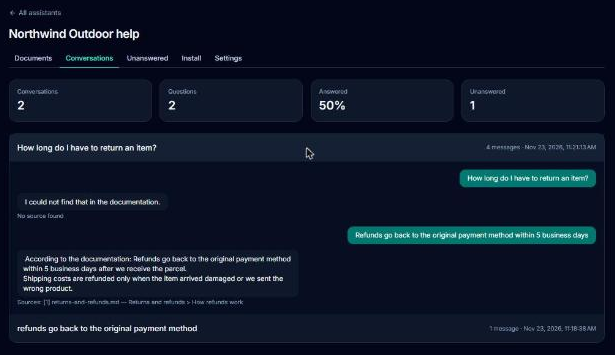 ← All assistants
Northwind Outdoor help
Documents Conversations Unanswered Install Settings
Conversations
2
Questions
2
Answered
50%
Unanswered
1
How long do I have to return an item?
4 messages · Nov 23, 2026, 11:21:13 AM
How long do I have to return an item?
I could not find that in the documentation.
No source found
Refunds go back to the original payment method within 5 business days
According to the documentation: Refunds go back to the original payment method
within 5 business days after we receive the parcel.
Shipping costs are refunded only when the item arrived damaged or we sent the
wrong product.
Sources: [1] returns-and-refunds.md — Returns and refunds > How refunds work
refunds go back to the original payment method
1 message · Nov 23, 2026, 11:18:38 AM